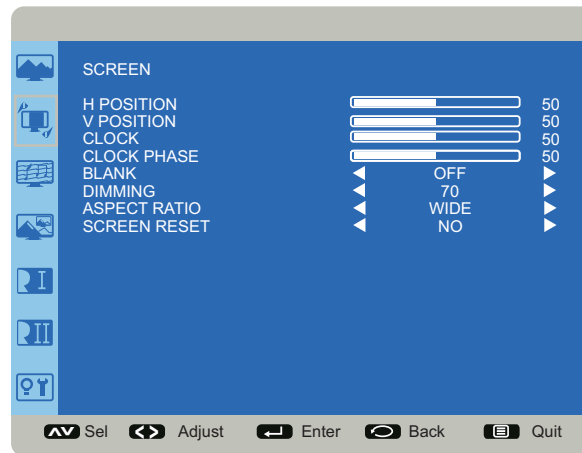 SCREEN
H POSITION 50
V POSITION 50
CLOCK 50
CLOCK PHASE 50
BLANK OFF
DIMMING 70
ASPECT RATIO WIDE
SCREEN RESET NO
I
II
Sel Adjust Enter Back Quit